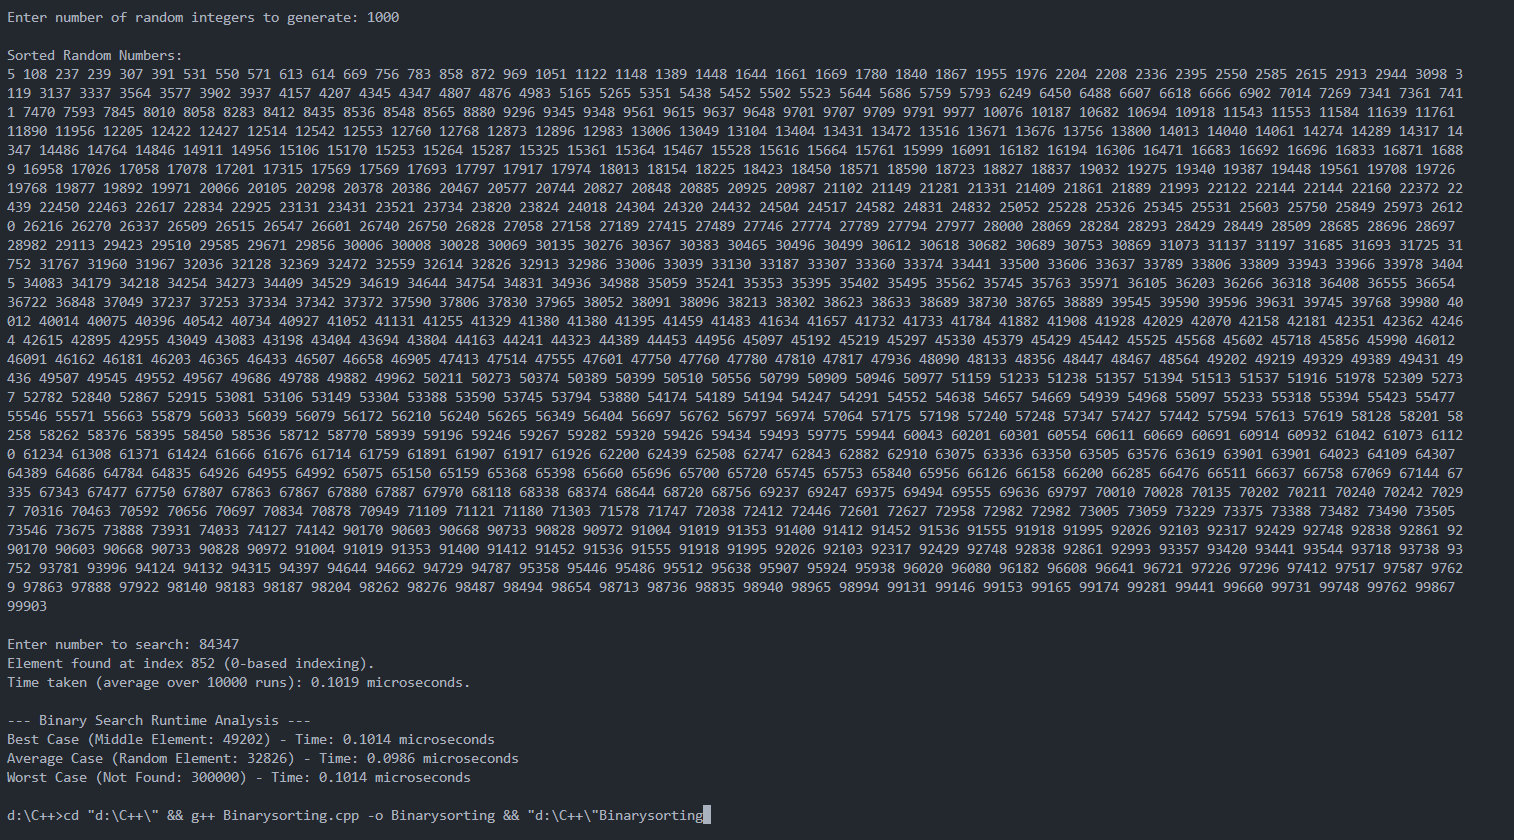 Enter number of random integers to generate: 1000
Sorted Random Numbers:
5 108 237 239 307 391 531 550 571 613 614 669 756 783 858 872 969 1051 1122 1148 1389 1448 1644 1661 1669 1780 1840 1867 1955 1976 2204 2208 2336 2395 2550 2585 2615 2913 2944 3098 3
119 3137 3337 3564 3577 3902 3937 4157 4207 4345 4347 4807 4876 4983 5165 5265 5351 5438 5452 5502 5523 5644 5686 5759 5793 6249 6450 6488 6607 6618 6666 6902 7014 7269 7341 7361 741
1 7470 7593 7845 8010 8058 8283 8412 8435 8536 8548 8565 8880 9296 9345 9348 9561 9615 9637 9648 9701 9707 9709 9791 9977 10076 10187 10682 10694 10918 11543 11553 11584 11639 11761
11890 11956 12205 12422 12427 12514 12542 12553 12760 12768 12873 12896 12983 13006 13049 13104 13404 13431 13472 13516 13671 13676 13756 13800 14013 14040 14061 14274 14289 14317 14
347 14486 14764 14846 14911 14956 15106 15170 15253 15264 15287 15325 15361 15364 15467 15528 15616 15664 15761 15999 16091 16182 16194 16306 16471 16683 16692 16696 16833 16871 1688
9 16958 17026 17058 17078 17201 17315 17569 17569 17693 17797 17917 17974 18013 18154 18225 18423 18450 18571 18590 18723 18827 18837 19032 19275 19340 19387 19448 19561 19708 19726
19768 19877 19892 19971 20066 20105 20298 20378 20386 20467 20577 20744 20827 20848 20885 20925 20987 21102 21149 21281 21331 21409 21861 21889 21993 22122 22144 22144 22160 22372 22
439 22450 22463 22617 22834 22925 23131 23431 23521 23734 23820 23824 24018 24304 24320 24432 24504 24517 24582 24831 24832 25052 25228 25326 25345 25531 25603 25750 25849 25973 2612
0 26216 26270 26337 26509 26515 26547 26601 26740 26750 26828 27058 27158 27189 27415 27489 27746 27774 27789 27794 27977 28000 28069 28284 28293 28429 28449 28509 28685 28696 28697
28982 29113 29423 29510 29585 29671 29856 30006 30008 30028 30069 30135 30276 30367 30383 30465 30496 30499 30612 30618 30682 30689 30753 30869 31073 31137 31197 31685 31693 31725 31
752 31767 31960 31967 32036 32128 32369 32472 32559 32614 32826 32913 32986 33006 33039 33130 33187 33307 33360 33374 33441 33500 33606 33637 33789 33806 33809 33943 33966 33978 3404
5 34083 34179 34218 34254 34273 34409 34529 34619 34644 34754 34831 34936 34988 35059 35241 35353 35395 35402 35495 35562 35745 35763 35971 36105 36203 36266 36318 36408 36555 36654
36722 36848 37049 37237 37253 37334 37342 37372 37590 37806 37830 37965 38052 38091 38096 38213 38302 38623 38633 38689 38730 38765 38889 39545 39590 39596 39631 39745 39768 39980 40
012 40014 40075 40396 40542 40734 40927 41052 41131 41255 41329 41380 41380 41395 41459 41483 41634 41657 41732 41733 41784 41882 41908 41928 42029 42070 42158 42181 42351 42362 4246
4 42615 42895 42955 43049 43083 43198 43404 43694 43804 44163 44241 44323 44389 44453 44956 45097 45192 45219 45297 45330 45379 45429 45442 45525 45568 45602 45718 45856 45990 46012
46091 46162 46181 46203 46365 46433 46507 46658 46905 47413 47514 47555 47601 47750 47760 47780 47810 47817 47936 48090 48133 48356 48447 48467 48564 49202 49219 49329 49389 49431 49
436 49507 49545 49552 49567 49686 49788 49882 49962 50211 50273 50374 50389 50399 50510 50556 50799 50909 50946 50977 51159 51233 51238 51357 51394 51513 51537 51916 51978 52309 5273
7 52782 52840 52867 52915 53081 53106 53149 53304 53388 53590 53745 53794 53880 54174 54189 54194 54247 54291 54552 54638 54657 54669 54939 54968 55097 55233 55318 55394 55423 55477
55546 55571 55663 55879 56033 56039 56079 56172 56210 56240 56265 56349 56404 56697 56762 56797 56974 57064 57175 57198 57240 57248 57347 57427 57442 57594 57613 57619 58128 58201 58
258 58262 58376 58395 58450 58536 58712 58770 58939 59196 59246 59267 59282 59320 59426 59434 59493 59775 59944 60043 60201 60301 60554 60611 60669 60691 60914 60932 61042 61073 6112
0 61234 61308 61371 61424 61666 61676 61714 61759 61891 61907 61917 61926 62200 62439 62508 62747 62843 62882 62910 63075 63336 63350 63505 63576 63619 63901 63901 64023 64109 64307
64389 64686 64784 64835 64926 64955 64992 65075 65150 65159 65368 65398 65660 65696 65700 65720 65745 65753 65840 65956 66126 66158 66200 66285 66476 66511 66637 66758 67069 67144 67
335 67343 67477 67750 67807 67863 67867 67880 67887 67970 68118 68338 68374 68644 68720 68756 69237 69247 69375 69494 69555 69636 69797 70010 70028 70135 70202 70211 70240 70242 7029
7 70316 70463 70592 70656 70697 70834 70878 70949 71109 71121 71180 71303 71578 71747 72038 72412 72446 72601 72627 72958 72982 72982 73005 73059 73229 73375 73388 73482 73490 73505
73546 73675 73888 73931 74033 74127 74142 90170 90603 90668 90733 90828 90972 91004 91019 91353 91400 91412 91452 91536 91555 91918 91995 92026 92103 92317 92429 92748 92838 92861 92
90170 90603 90668 90733 90828 90972 91004 91019 91353 91400 91412 91452 91536 91555 91918 91995 92026 92103 92317 92429 92748 92838 92861 92993 93357 93420 93441 93544 93718 93738 93
752 93781 93996 94124 94132 94315 94397 94644 94662 94729 94787 95358 95446 95486 95512 95638 95907 95924 95938 96020 96080 96182 96608 96641 96721 97226 97296 97412 97517 97587 9762
9 97863 97888 97922 98140 98183 98187 98204 98262 98276 98487 98494 98654 98713 98736 98835 98940 98965 98994 99131 99146 99153 99165 99174 99281 99441 99660 99731 99748 99762 99867
99903
Enter number to search: 84347
Element found at index 852 (0-based indexing).
Time taken (average over 10000 runs): 0.1019 microseconds.
--- Binary Search Runtime Analysis ---
Best Case (Middle Element: 49202) - Time: 0.1014 microseconds
Average Case (Random Element: 32826) - Time: 0.0986 microseconds
Worst Case (Not Found: 300000) - Time: 0.1014 microseconds
d:\C++>cd "d:\C++\" && g++ Binarysorting.cpp -o Binarysorting && "d:\C++\"Binarysorting